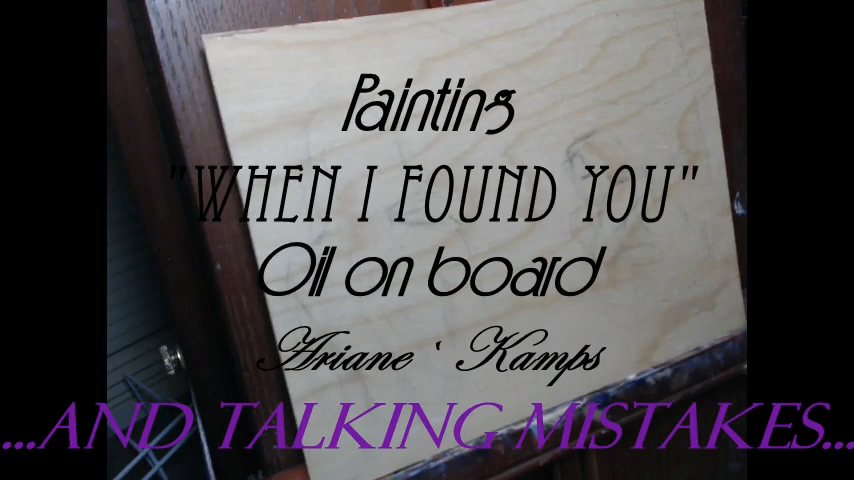 Painting
"WHEN I FOUND YOU"
Oil on board
Ariane ' Kamps
...AND TALKING MISTAKES...